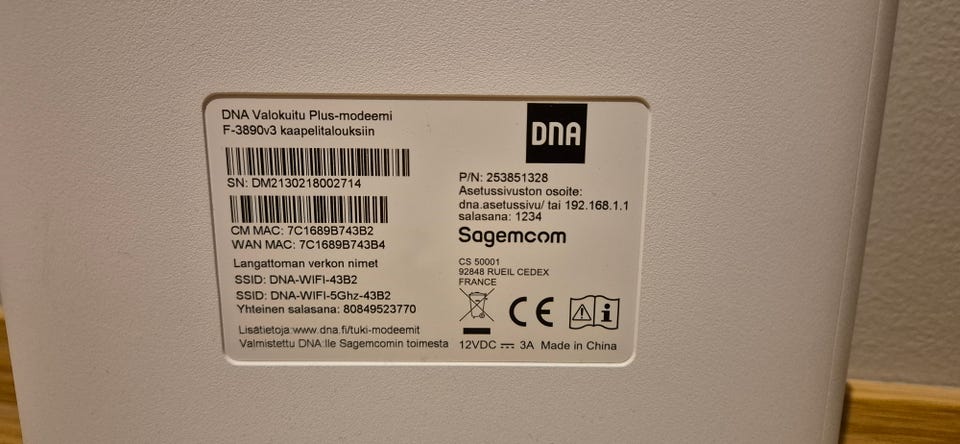 DNA Valokuitu Plus-modeemi
F-3890v3 kaapelitalouksiin
SN: DM2130218002714
CM MAC: 7C1689B743B2
WAN MAC: 7C1689B743B4
Langattoman verkon nimet
SSID: DNA-WIFI-43B2
SSID: DNA-WIFI-5Ghz-43B2
Yhteinen salasana: 80849523770
Lisätietoja:www.dna.fi/tuki-modeemit
Valmistettu DNA:lle Sagemcomin toimesta
DNA
P/N: 253851328
Asetussivuston osoite:
dna.asetussivu/ tai 192.168.1.1
salasana: 1234
Sagemcom
CS 50001
92848 RUEIL CEDEX
FRANCE
CE
12VDC ⎓ 3A Made in China